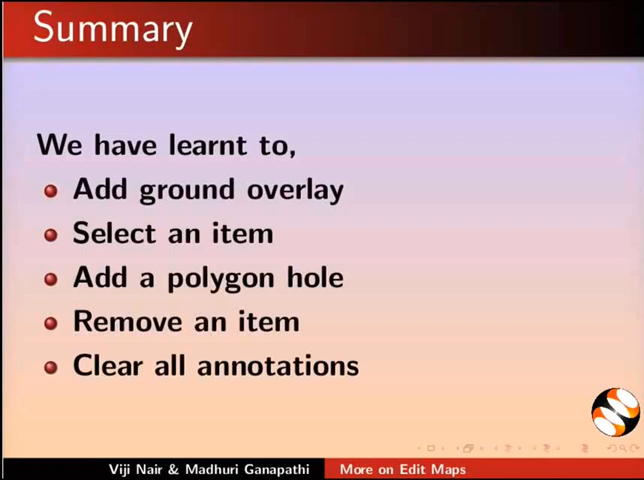 Summary
We have learnt to,
Add ground overlay
Select an item
Add a polygon hole
Remove an item
Clear all annotations
Viji Nair & Madhuri Ganapathi
More on Edit Maps